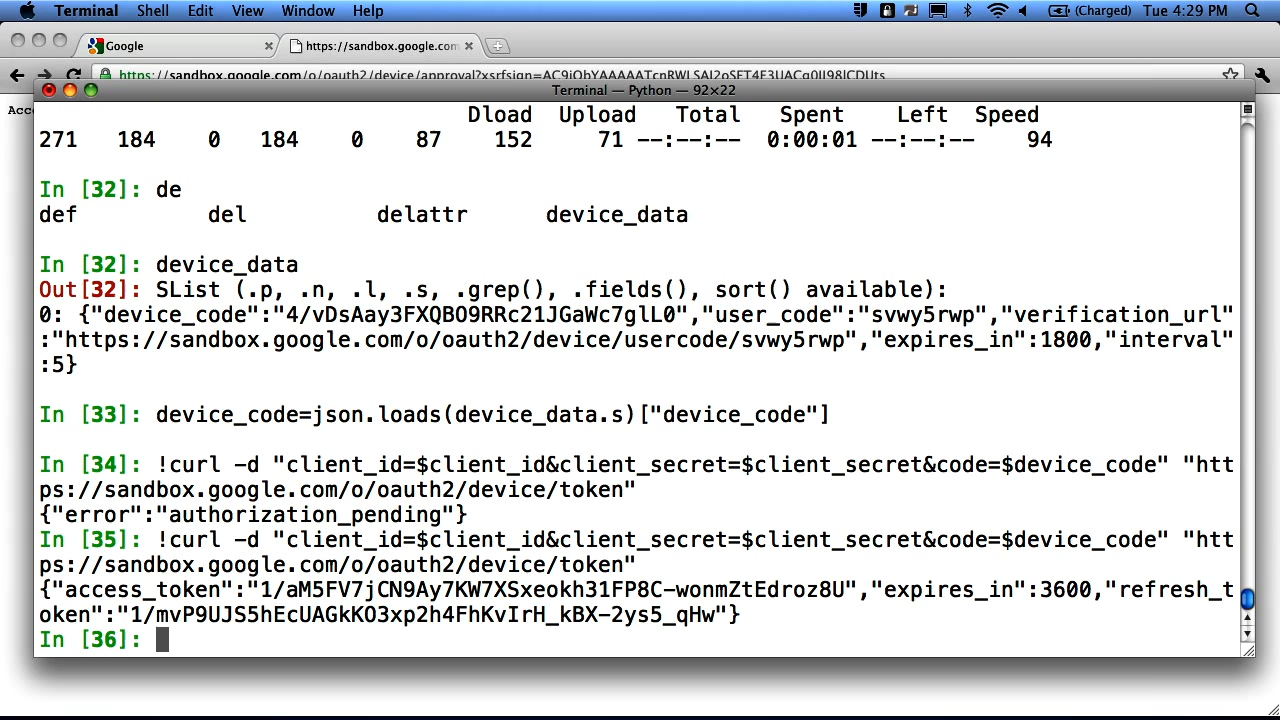 Terminal Shell Edit View Window Help (Charged) Tue 4:29 PM
Google https://sandbox.google.com
Terminal — Python — 92×22
Acc
Dload Upload Total Spent Left Speed
271 184 0 184 0 87 152 71 --:--:-- 0:00:01 --:--:-- 94
In [32]: de
def del delattr device_data
In [32]: device_data
Out[32]: SList (.p, .n, .l, .s, .grep(), .fields(), sort() available):
0: {"device_code":"4/vDsAay3FXQBO9RRc21JGaWc7glL0","user_code":"svwy5rwp","verification_url"
:"https://sandbox.google.com/o/oauth2/device/usercode/svwy5rwp","expires_in":1800,"interval"
:5}
In [33]: device_code=json.loads(device_data.s)["device_code"]
In [34]: !curl -d "client_id=$client_id&client_secret=$client_secret&code=$device_code" "htt
ps://sandbox.google.com/o/oauth2/device/token"
{"error":"authorization_pending"}
In [35]: !curl -d "client_id=$client_id&client_secret=$client_secret&code=$device_code" "htt
ps://sandbox.google.com/o/oauth2/device/token"
{"access_token":"1/aM5FV7jCN9Ay7KW7XSxeokh31FP8C-wonmZtEdroz8U","expires_in":3600,"refresh_t
oken":"1/mvP9UJS5hEcUAGkKO3xp2h4FhKvIrH_kBX-2ys5_qHw"}
In [36]: